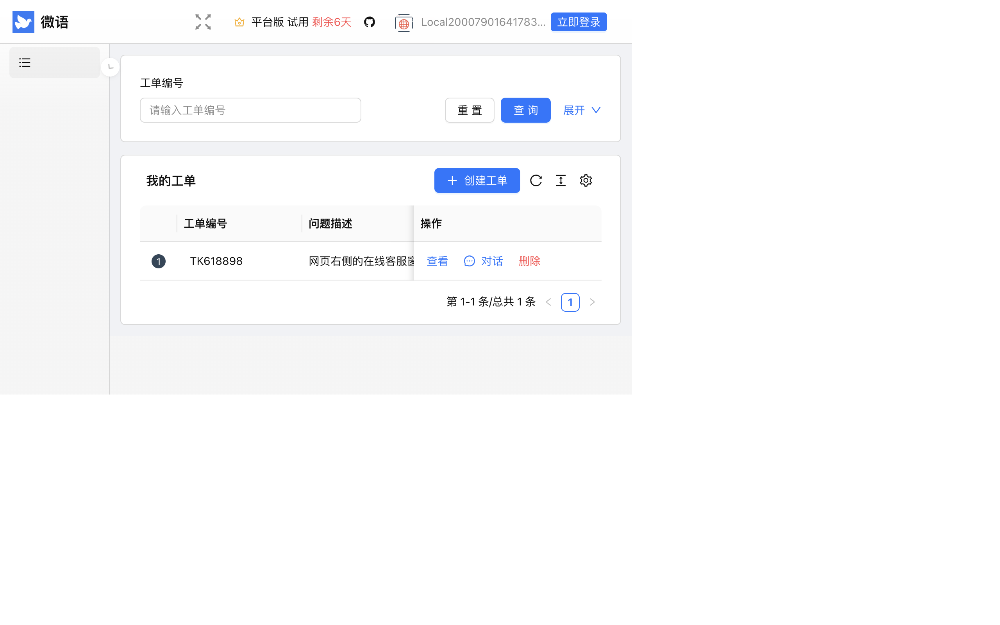 微语
平台版 试用 剩余6天
Local20007901641783...
立即登录
工单编号
请输入工单编号
重 置
查 询
展开
我的工单
创建工单
工单编号 问题描述 操作
1 TK618898 网页右侧的在线客服窗 查看 对话 删除
第 1-1 条/总共 1 条 1